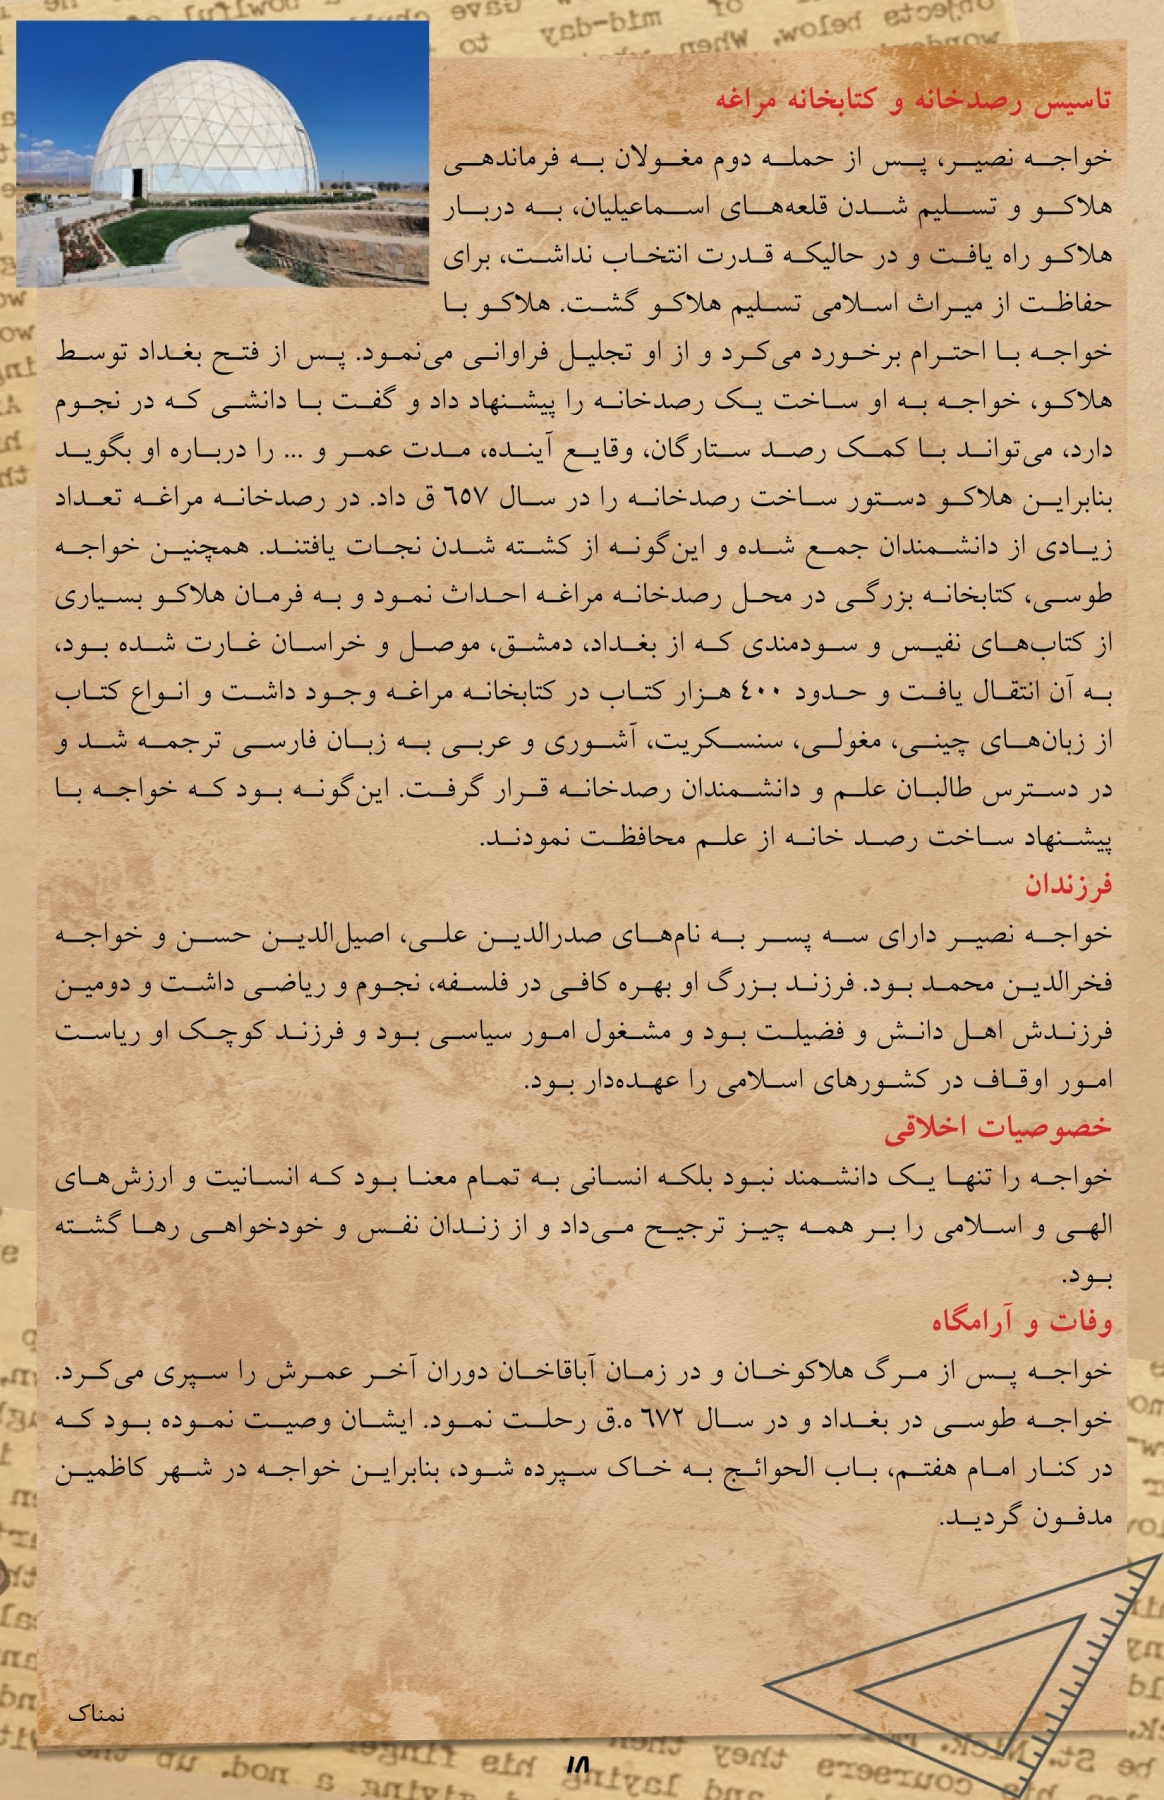 تاسیس رصدخانه و کتابخانه مراغه
خواجه نصیر، پس از حمله دوم مغولان به فرماندهی
هلاکو و تسلیم شدن قلعه‌های اسماعیلیان، به دربار
هلاکو راه یافت و در حالیکه قدرت انتخاب نداشت، برای
حفاظت از میراث اسلامی تسلیم هلاکو گشت. هلاکو با
خواجه با احترام برخورد می‌کرد و از او تجلیل فراوانی می‌نمود. پس از فتح بغداد توسط
هلاکو، خواجه به او ساخت یک رصدخانه را پیشنهاد داد و گفت با دانشی که در نجوم
دارد، می‌تواند با کمک رصد ستارگان، وقایع آینده، مدت عمر و ... را درباره او بگوید
بنابراین هلاکو دستور ساخت رصدخانه را در سال ٦٥٧ ق داد. در رصدخانه مراغه تعداد
زیادی از دانشمندان جمع شده و این‌گونه از کشته شدن نجات یافتند. همچنین خواجه
طوسی، کتابخانه بزرگی در محل رصدخانه مراغه احداث نمود و به فرمان هلاکو بسیاری
از کتاب‌های نفیس و سودمندی که از بغداد، دمشق، موصل و خراسان غارت شده بود،
به آن انتقال یافت و حدود ٤٠٠ هزار کتاب در کتابخانه مراغه وجود داشت و انواع کتاب
از زبان‌های چینی، مغولی، سنسکریت، آشوری و عربی به زبان فارسی ترجمه شد و
در دسترس طالبان علم و دانشمندان رصدخانه قرار گرفت. این‌گونه بود که خواجه با
پیشنهاد ساخت رصد خانه از علم محافظت نمودند.
فرزندان
خواجه نصیر دارای سه پسر به نام‌های صدرالدین علی، اصیل‌الدین حسن و خواجه
فخرالدین محمد بود. فرزند بزرگ او بهره کافی در فلسفه، نجوم و ریاضی داشت و دومین
فرزندش اهل دانش و فضیلت بود و مشغول امور سیاسی بود و فرزند کوچک او ریاست
امور اوقاف در کشورهای اسلامی را عهده‌دار بود.
خصوصیات اخلاقی
خواجه را تنها یک دانشمند نبود بلکه انسانی به تمام معنا بود که انسانیت و ارزش‌های
الهی و اسلامی را بر همه چیز ترجیح می‌داد و از زندان نفس و خودخواهی رها گشته
بود.
وفات و آرامگاه
خواجه پس از مرگ هلاکوخان و در زمان آباقاخان دوران آخر عمرش را سپری می‌کرد.
خواجه طوسی در بغداد و در سال ٦٧٢ ه.ق رحلت نمود. ایشان وصیت نموده بود که
در کنار امام هفتم، باب الحوائج به خاک سپرده شود، بنابراین خواجه در شهر کاظمین
مدفون گردید.
نمناک
١٨